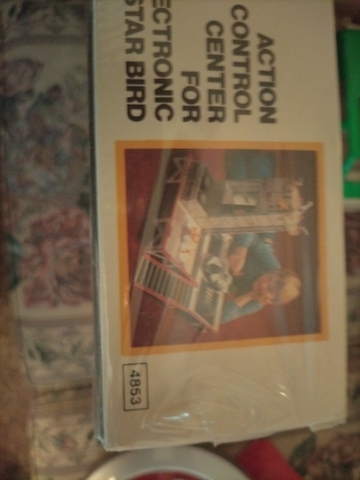 ACTION
CONTROL
CENTER
FOR
ECTRONIC
STAR BIRD
4853